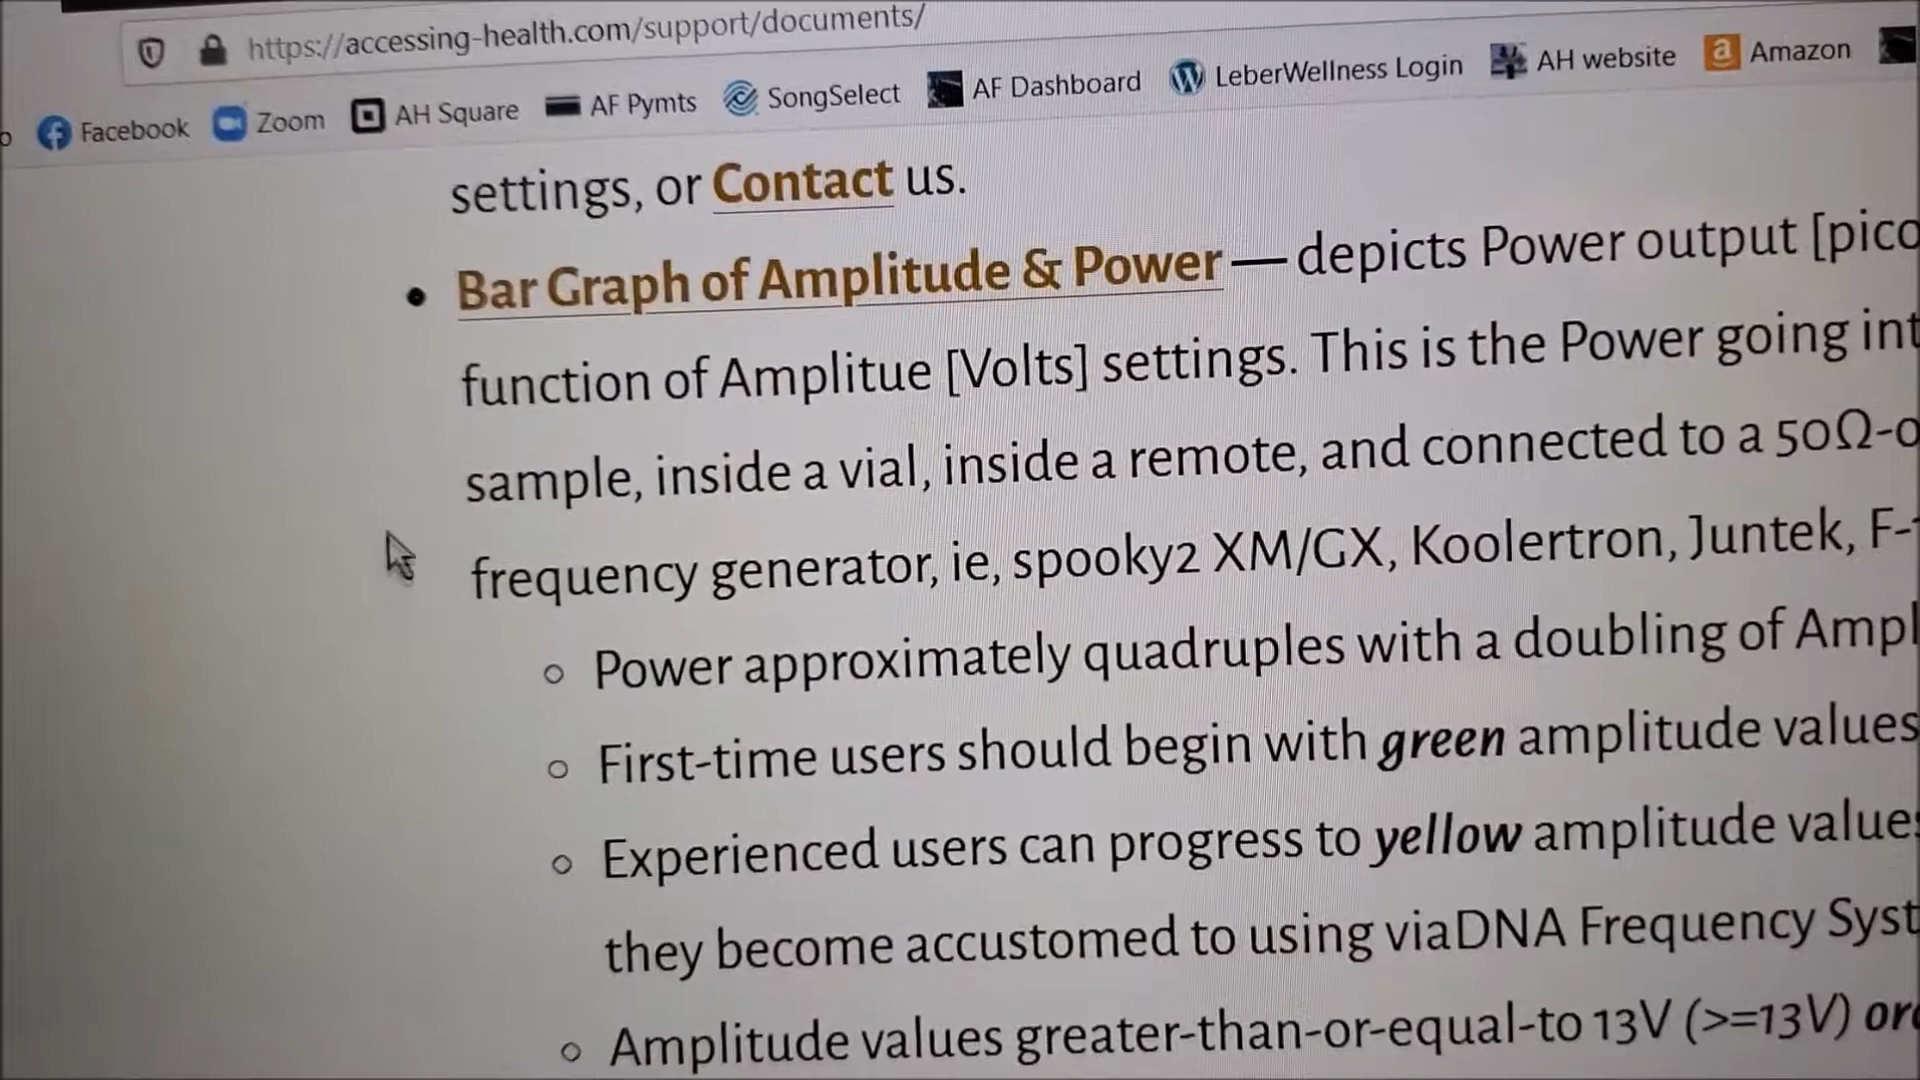 https://accessing-health.com/support/documents/
Facebook Zoom AH Square AF Pymts SongSelect AF Dashboard LeberWellness Login AH website Amazon
settings, or Contact us.
• Bar Graph of Amplitude & Power — depicts Power output [pico
function of Amplitue [Volts] settings. This is the Power going int
sample, inside a vial, inside a remote, and connected to a 50Ω-o
frequency generator, ie, spooky2 XM/GX, Koolertron, Juntek, F-
○ Power approximately quadruples with a doubling of Ampl
○ First-time users should begin with green amplitude values
○ Experienced users can progress to yellow amplitude values
they become accustomed to using viaDNA Frequency Syst
○ Amplitude values greater-than-or-equal-to 13V (>=13V) or